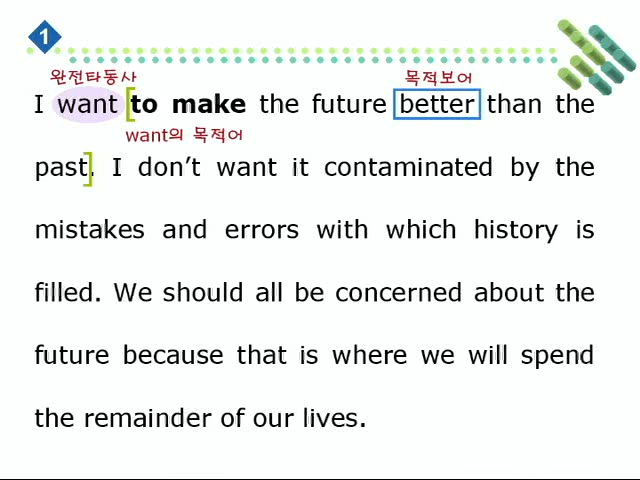 1
완전타동사 목적보어
I want [to make the future better than the
want의 목적어
past]. I don't want it contaminated by the
mistakes and errors with which history is
filled. We should all be concerned about the
future because that is where we will spend
the remainder of our lives.